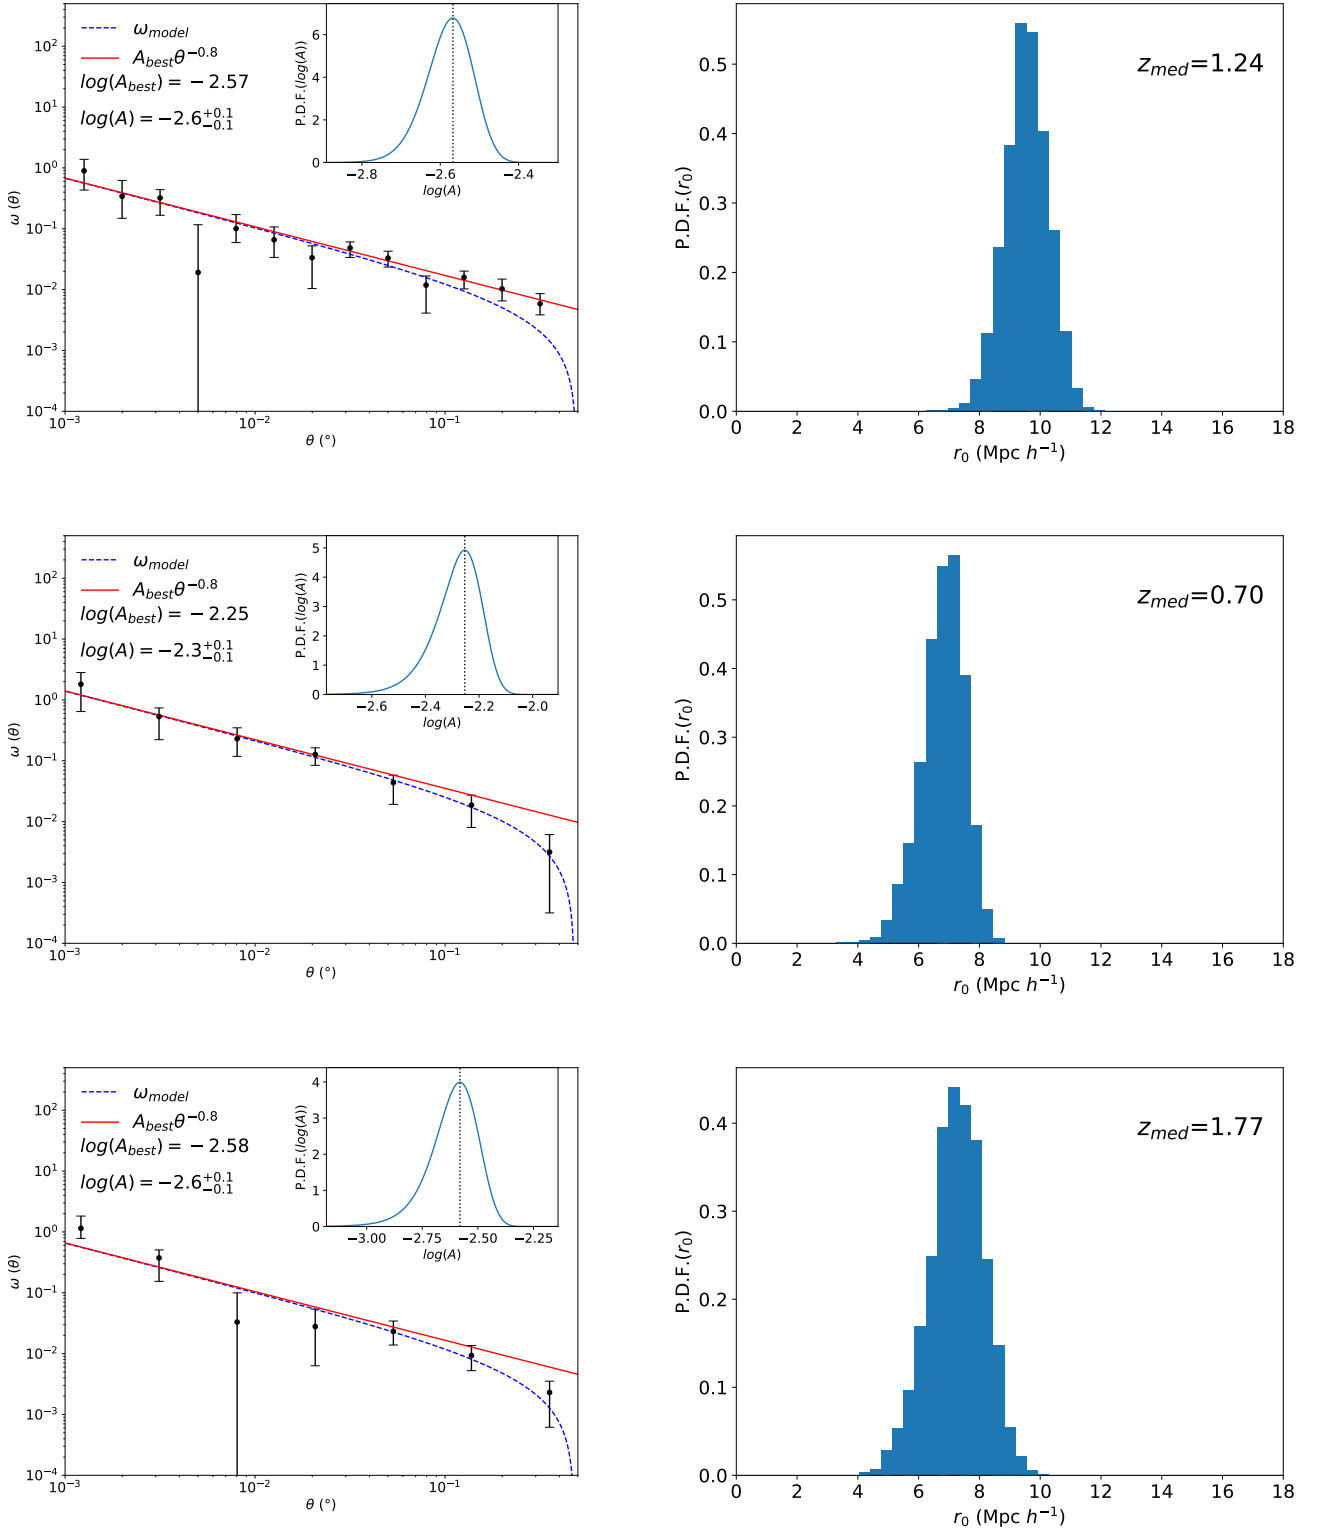 ω_model
A_best θ^−0.8
log(A_best) = −2.57
log(A) = −2.6^{+0.1}_{−0.1}
10^2
10^1
10^0
10^−1
10^−2
10^−3
10^−4
ω (θ)
10^−3
10^−2
10^−1
θ (°)
P.D.F.(log(A))
6
4
2
0
−2.8
−2.6
−2.4
log(A)
z_med=1.24
P.D.F.(r_0)
0.5
0.4
0.3
0.2
0.1
0.0
0 2 4 6 8 10 12 14 16 18
r_0 (Mpc h^−1)
ω_model
A_best θ^−0.8
log(A_best) = −2.25
log(A) = −2.3^{+0.1}_{−0.1}
10^2
10^1
10^0
10^−1
10^−2
10^−3
10^−4
ω (θ)
10^−3
10^−2
10^−1
θ (°)
P.D.F.(log(A))
5
4
3
2
1
0
−2.6
−2.4
−2.2
−2.0
log(A)
z_med=0.70
P.D.F.(r_0)
0.5
0.4
0.3
0.2
0.1
0.0
0 2 4 6 8 10 12 14 16 18
r_0 (Mpc h^−1)
ω_model
A_best θ^−0.8
log(A_best) = −2.58
log(A) = −2.6^{+0.1}_{−0.1}
10^2
10^1
10^0
10^−1
10^−2
10^−3
10^−4
ω (θ)
10^−3
10^−2
10^−1
θ (°)
P.D.F.(log(A))
4
3
2
1
0
−3.00
−2.75
−2.50
−2.25
log(A)
z_med=1.77
P.D.F.(r_0)
0.4
0.3
0.2
0.1
0.0
0 2 4 6 8 10 12 14 16 18
r_0 (Mpc h^−1)